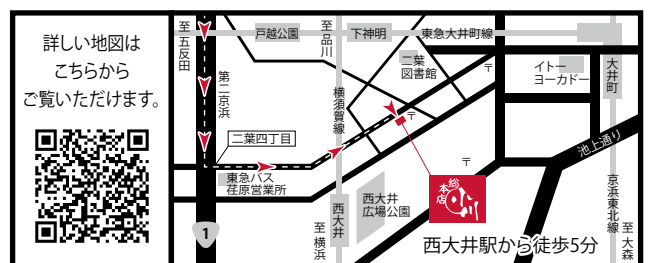 詳しい地図は
こちらから
ご覧いただけます。
至五反田
第二京浜
戸越公園
至品川
下神明
東急大井町線
二葉
図書館
〒
イトー
ヨーカドー
大井町
横須賀線
〒
二葉四丁目
池上通り
東急バス
荏原営業所
〒
西大井
広場公園
総本店
小川
京浜東北線
1
西大井
至横浜
西大井駅から徒歩5分
至大森